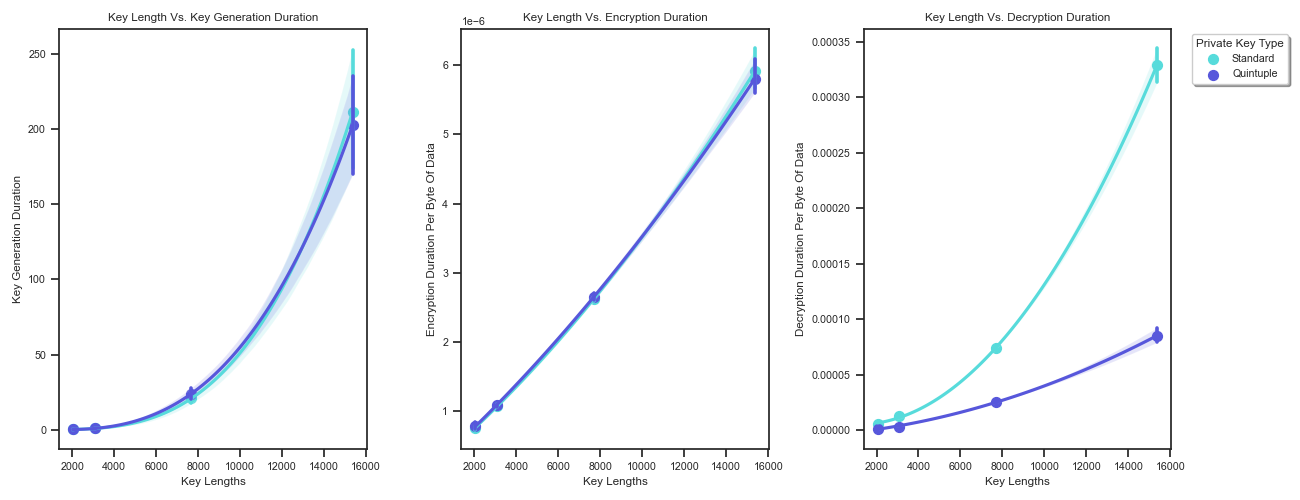 Key Length Vs. Key Generation Duration
250
200
150
100
50
0
2000 4000 6000 8000 10000 12000 14000 16000
Key Lengths
Key Generation Duration
1e−6
Key Length Vs. Encryption Duration
6
5
4
3
2
1
2000 4000 6000 8000 10000 12000 14000 16000
Key Lengths
Encryption Duration Per Byte Of Data
Key Length Vs. Decryption Duration
0.00035
0.00030
0.00025
0.00020
0.00015
0.00010
0.00005
0.00000
2000 4000 6000 8000 10000 12000 14000 16000
Key Lengths
Decryption Duration Per Byte Of Data
Private Key Type
Standard
Quintuple